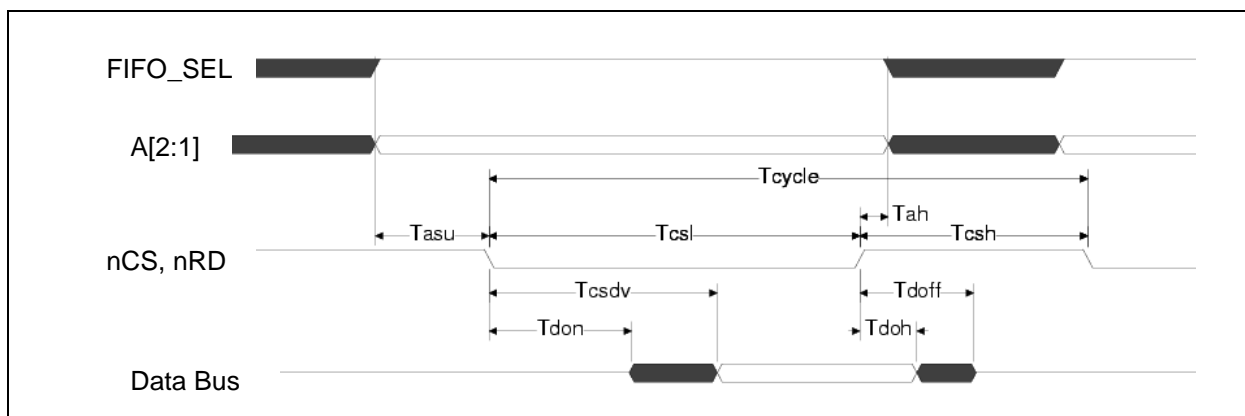 FIFO_SEL
A[2:1]
Tcycle
Tah
Tasu
Tcsl
Tcsh
nCS, nRD
Tcsdv
Tdoff
Tdon
Tdoh
Data Bus